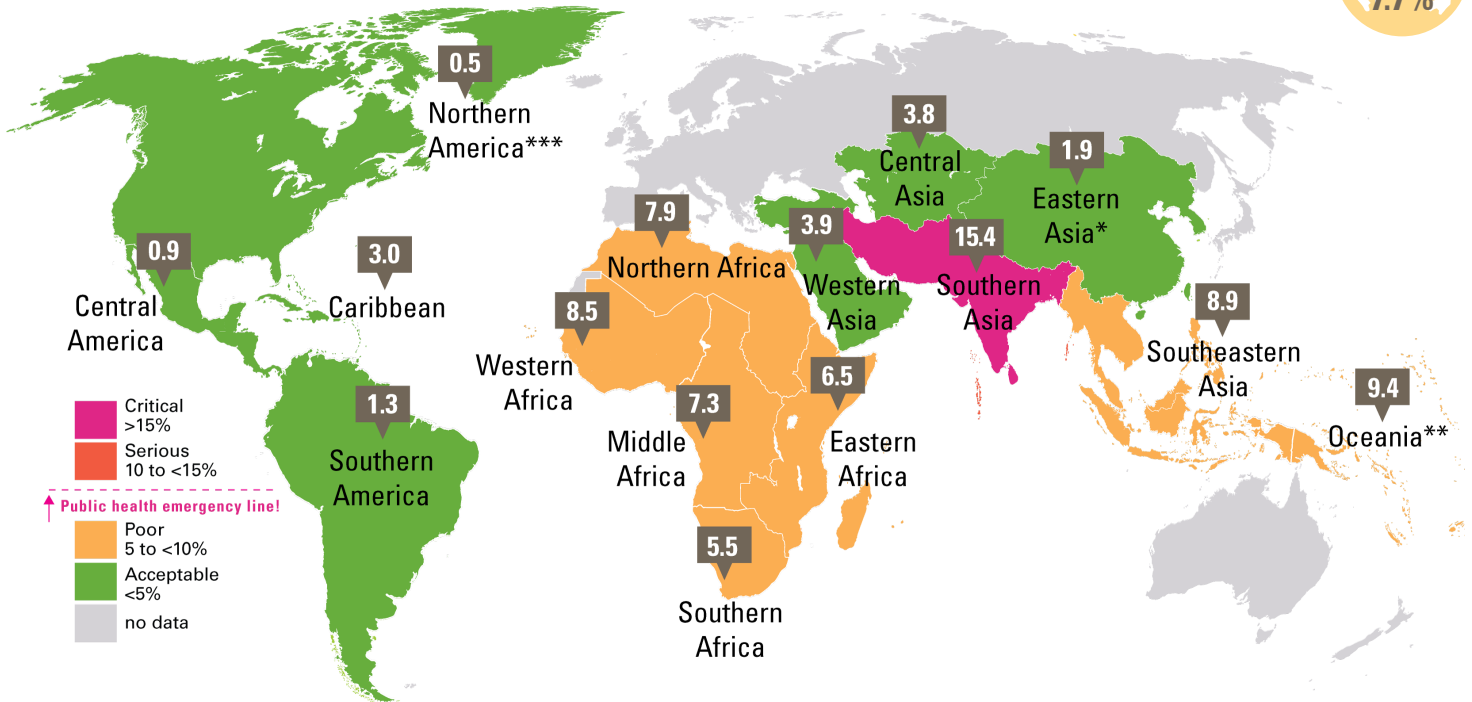 7.7%
0.5
Northern
America***
3.8
Central
Asia
1.9
Eastern
Asia*
7.9
Northern Africa
3.9
Western
Asia
15.4
Southern
Asia
0.9
Central
America
3.0
Caribbean
8.5
Western
Africa
8.9
Southeastern
Asia
6.5
Eastern
Africa
7.3
Middle
Africa
9.4
Oceania**
1.3
Southern
America
5.5
Southern
Africa
Critical
>15%
Serious
10 to <15%
Public health emergency line!
Poor
5 to <10%
Acceptable
<5%
no data